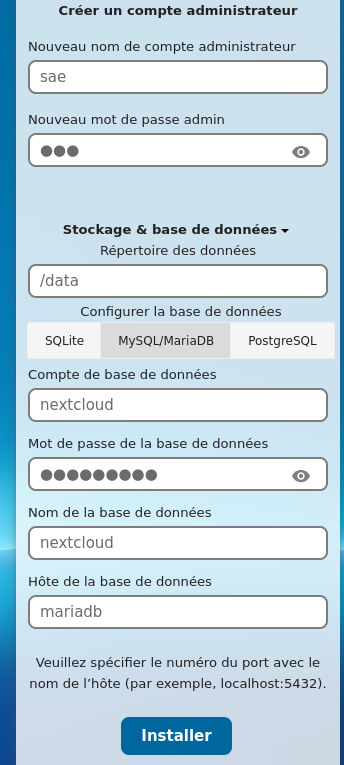 Créer un compte administrateur
Nouveau nom de compte administrateur
sae
Nouveau mot de passe admin
●●●
Stockage & base de données
Répertoire des données
/data
Configurer la base de données
SQLite MySQL/MariaDB PostgreSQL
Compte de base de données
nextcloud
Mot de passe de la base de données
●●●●●●●●●
Nom de la base de données
nextcloud
Hôte de la base de données
mariadb
Veuillez spécifier le numéro du port avec le
nom de l’hôte (par exemple, localhost:5432).
Installer